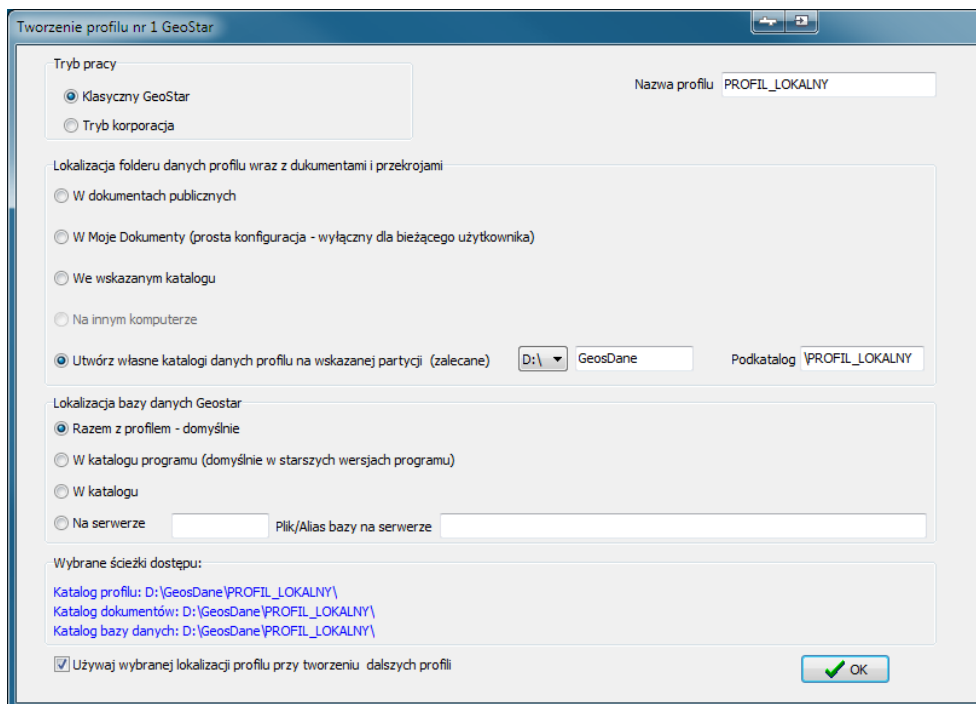 Tworzenie profilu nr 1 GeoStar
Tryb pracy
Klasyczny GeoStar
Tryb korporacja
Nazwa profilu PROFIL_LOKALNY
Lokalizacja folderu danych profilu wraz z dukumentami i przekrojami
W dokumentach publicznych
W Moje Dokumenty (prosta konfiguracja - wyłączny dla bieżącego użytkownika)
We wskazanym katalogu
Na innym komputerze
Utwórz własne katalogi danych profilu na wskazanej partycji (zalecane) D:\ GeosDane Podkatalog \PROFIL_LOKALNY
Lokalizacja bazy danych Geostar
Razem z profilem - domyślnie
W katalogu programu (domyślnie w starszych wersjach programu)
W katalogu
Na serwerze Plik/Alias bazy na serwerze
Wybrane ścieżki dostępu:
Katalog profilu: D:\GeosDane\PROFIL_LOKALNY\
Katalog dokumentów: D:\GeosDane\PROFIL_LOKALNY\
Katalog bazy danych: D:\GeosDane\PROFIL_LOKALNY\
Używaj wybranej lokalizacji profilu przy tworzeniu dalszych profili
OK